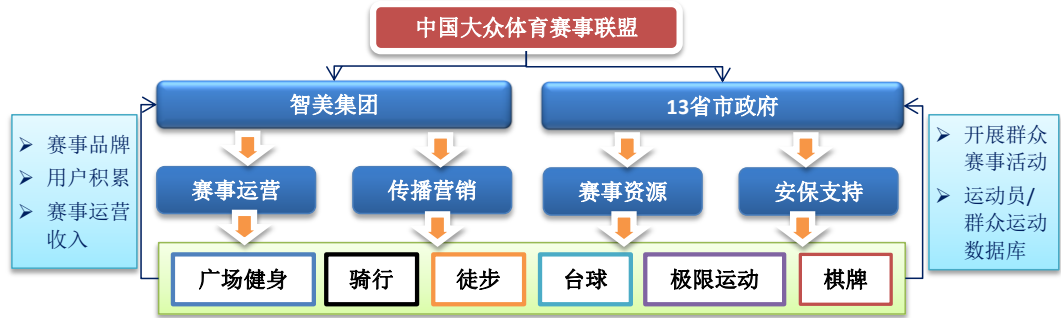 中国大众体育赛事联盟
智美集团
13省市政府
赛事品牌
用户积累
赛事运营
收入
赛事运营
传播营销
赛事资源
安保支持
开展群众
赛事活动
运动员/
群众运动
数据库
广场健身
骑行
徒步
台球
极限运动
棋牌